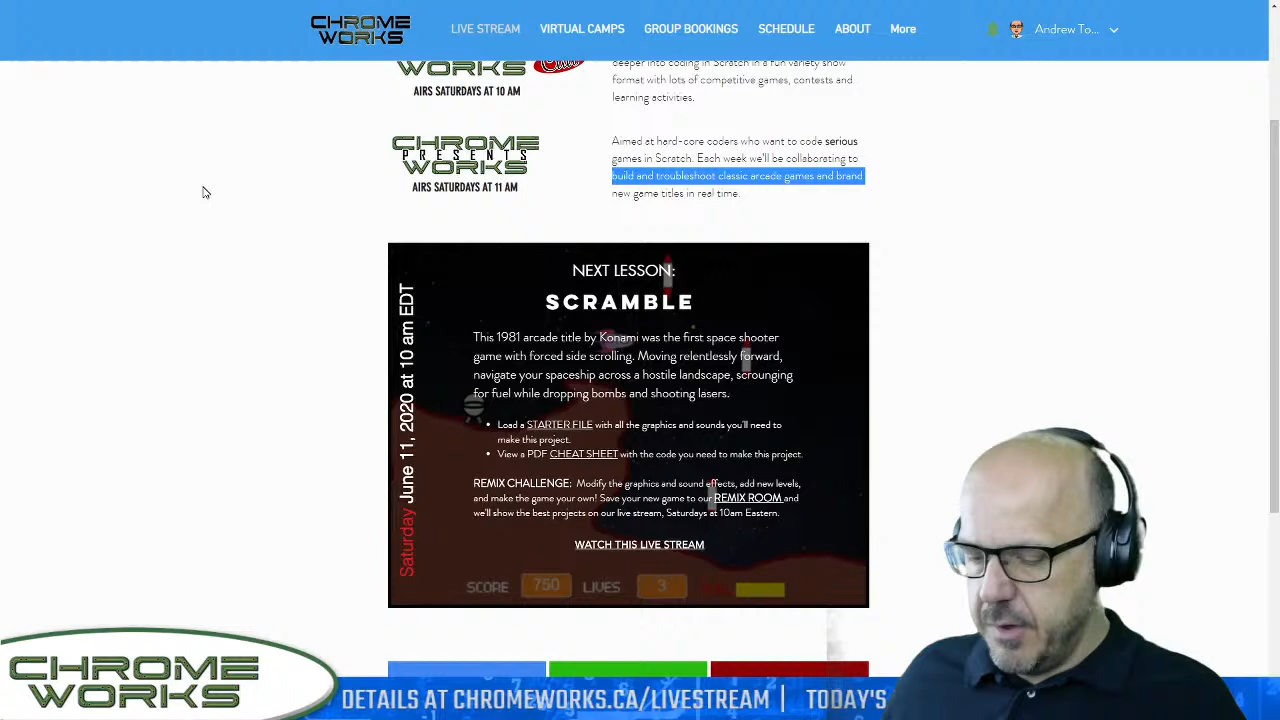 CHROME WORKS
LIVE STREAM VIRTUAL CAMPS GROUP BOOKINGS SCHEDULE ABOUT More
Andrew To...
deeper into coding in Scratch in a fun variety show
format with lots of competitive games, contests and
learning activities.
WORKS Club
AIRS SATURDAYS AT 10 AM
CHROME
PRESENTS
WORKS
AIRS SATURDAYS AT 11 AM
Aimed at hard-core coders who want to code serious
games in Scratch. Each week we'll be collaborating to
build and troubleshoot classic arcade games and brand
new game titles in real time.
Saturday June 11, 2020 at 10 am EDT
NEXT LESSON:
SCRAMBLE
This 1981 arcade title by Konami was the first space shooter
game with forced side scrolling. Moving relentlessly forward,
navigate your spaceship across a hostile landscape, scrounging
for fuel while dropping bombs and shooting lasers.
• Load a STARTER FILE with all the graphics and sounds you'll need to
make this project.
• View a PDF CHEAT SHEET with the code you need to make this project.
REMIX CHALLENGE: Modify the graphics and sound effects, add new levels,
and make the game your own! Save your new game to our REMIX ROOM and
we'll show the best projects on our live stream, Saturdays at 10am Eastern.
WATCH THIS LIVE STREAM
SCORE 750 LIVES 3
CHROME
WORKS
DETAILS AT CHROMEWORKS.CA/LIVESTREAM | TODAY'S